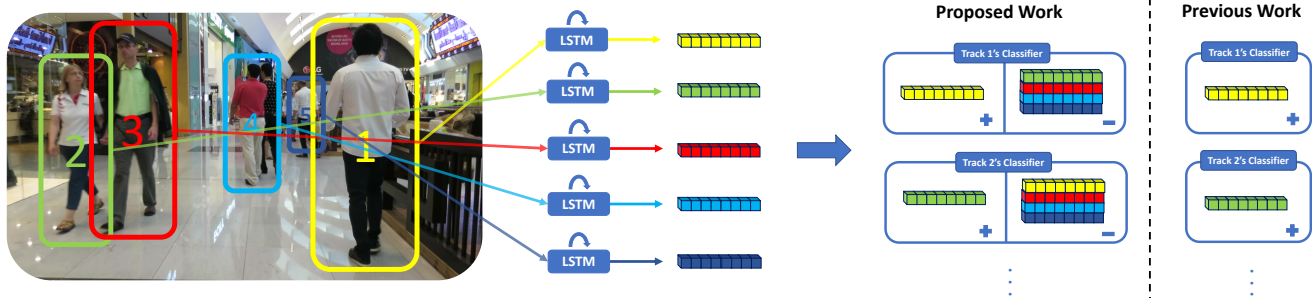 Proposed Work
Previous Work
LSTM
LSTM
LSTM
LSTM
LSTM
Track 1's Classifier
+
−
Track 2's Classifier
+
−
Track 1's Classifier
+
Track 2's Classifier
+
2
3
4
5
1
LG